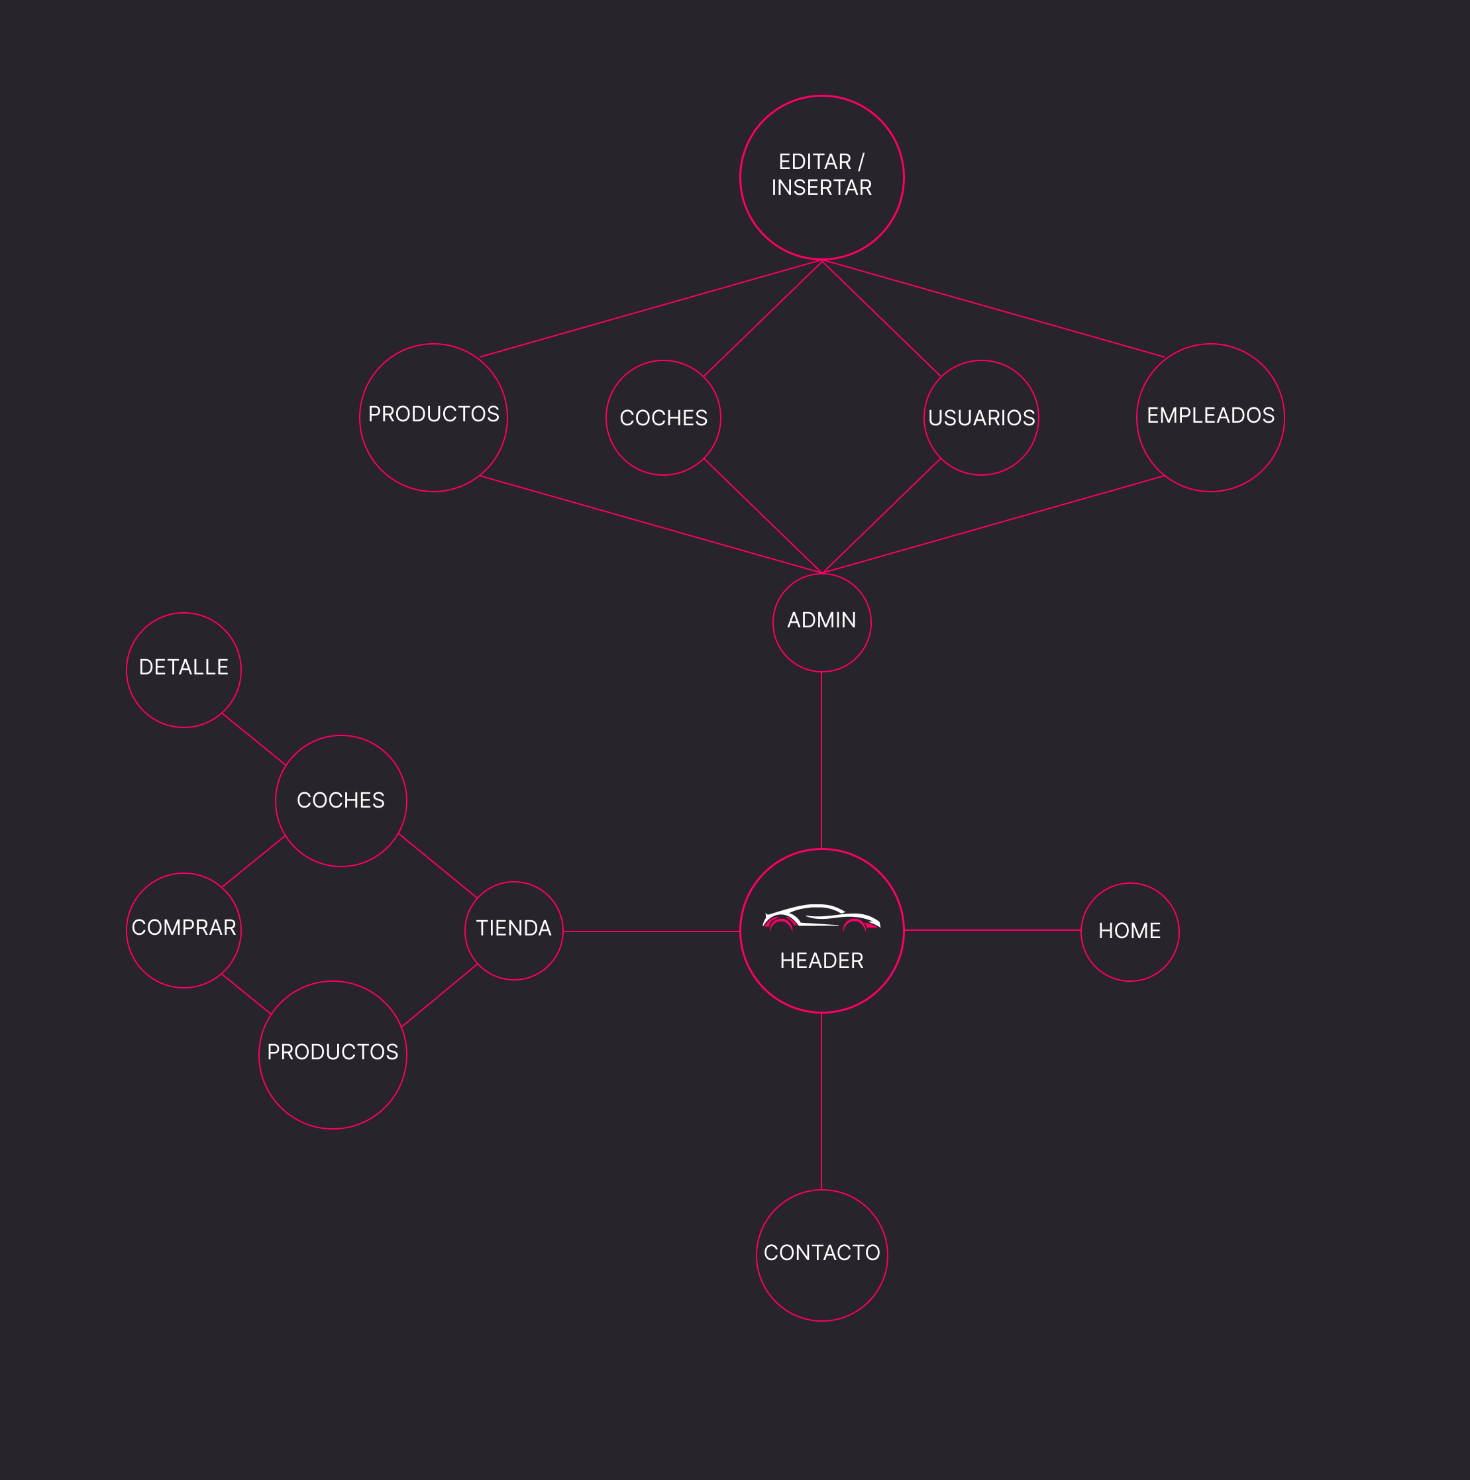 EDITAR /
INSERTAR
PRODUCTOS
COCHES
USUARIOS
EMPLEADOS
ADMIN
DETALLE
COCHES
COMPRAR
TIENDA
HEADER
HOME
PRODUCTOS
CONTACTO